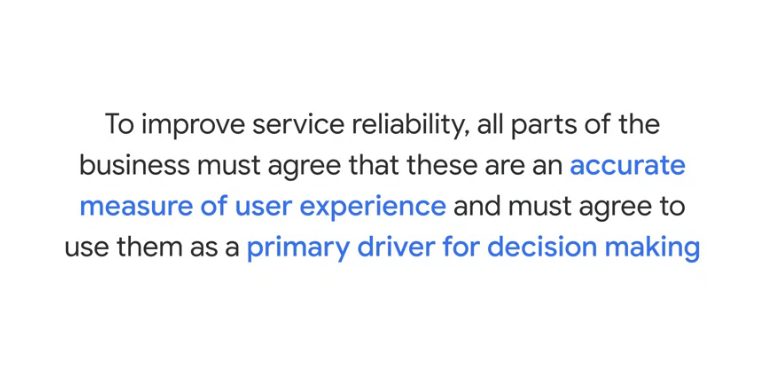 To improve service reliability, all parts of the
business must agree that these are an accurate
measure of user experience and must agree to
use them as a primary driver for decision making